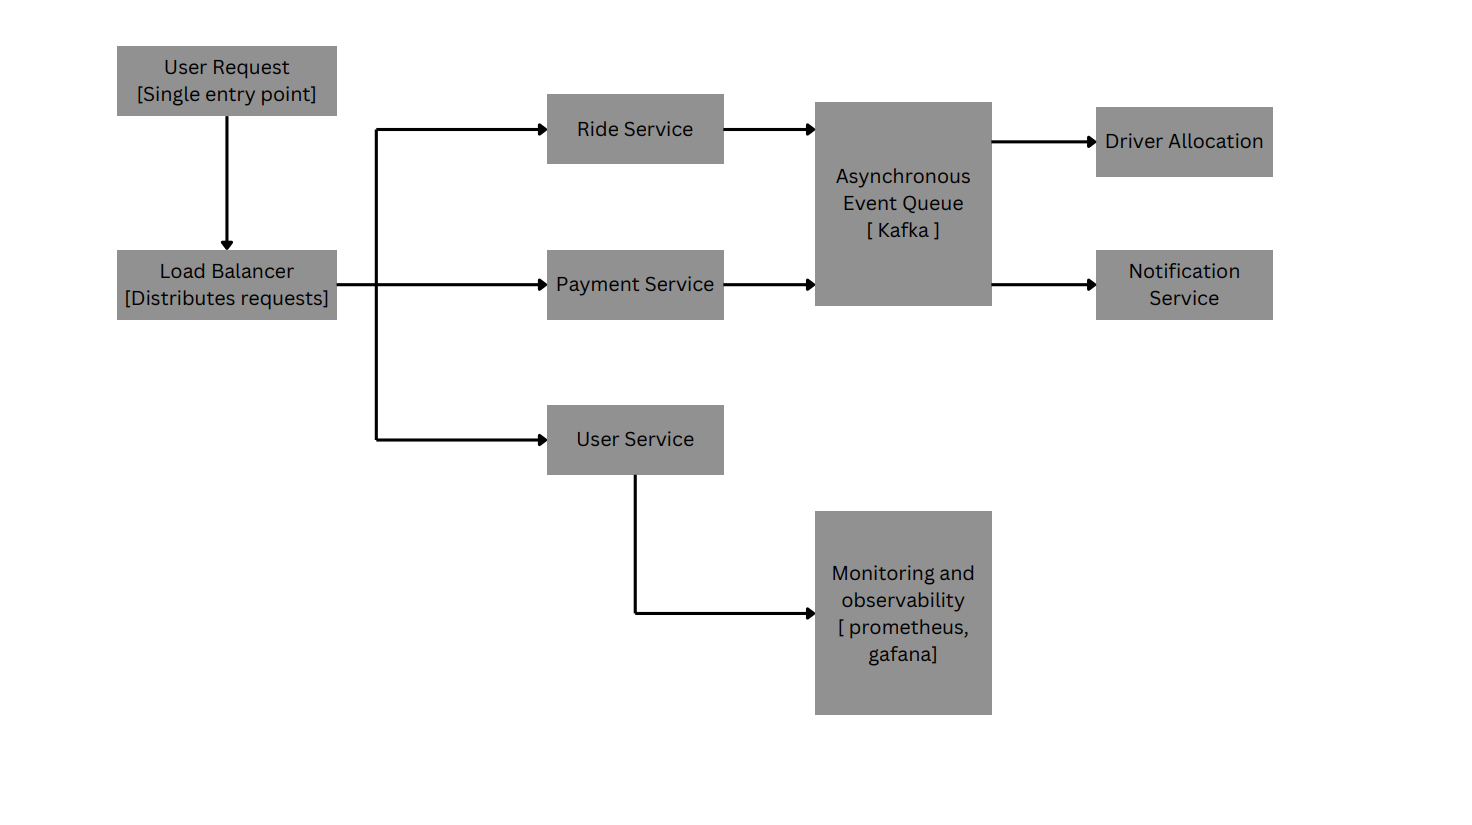 User Request
[Single entry point]
Load Balancer
[Distributes requests]
Ride Service
Payment Service
User Service
Asynchronous
Event Queue
[ Kafka ]
Driver Allocation
Notification
Service
Monitoring and
observability
[ prometheus,
gafana]